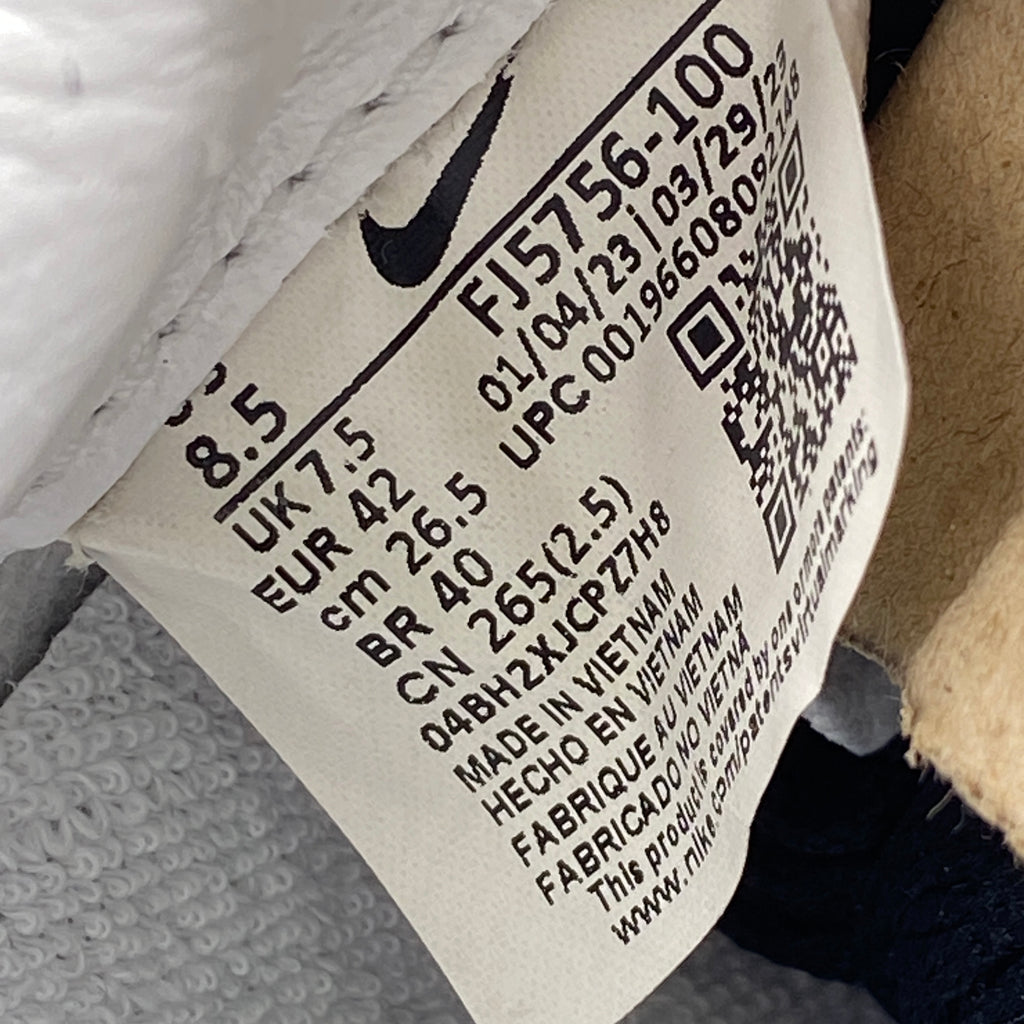 8.5
UK 7.5
EUR 42
cm 26.5
BR 40
CN 265(2.5)
04BH2XJCPZ7H8
MADE IN VIETNAM
HECHO EN VIETNAM
FABRIQUE AU VIETNAM
FABRICADO NO VIETNÃ
This product is covered by one or more patents:
www.nike.com/patentsvirtualmarking
FJ5756-100
01/04/23|03/29/23
UPC